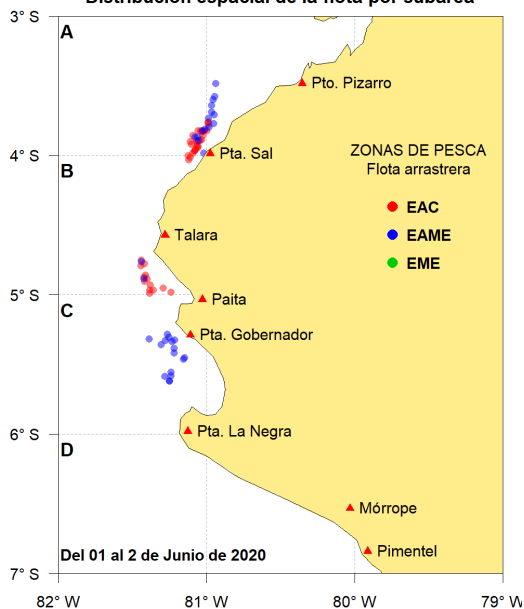 Distribución espacial de la flota por subárea
3° S
A
Pto. Pizarro
4° S
Pta. Sal
ZONAS DE PESCA
Flota arrastrera
B
EAC
Talara
EAME
EME
5° S
Paita
C
Pta. Gobernador
6° S
Pta. La Negra
D
Mórrope
Del 01 al 2 de Junio de 2020
Pimentel
7° S
82° W 81° W 80° W 79° W